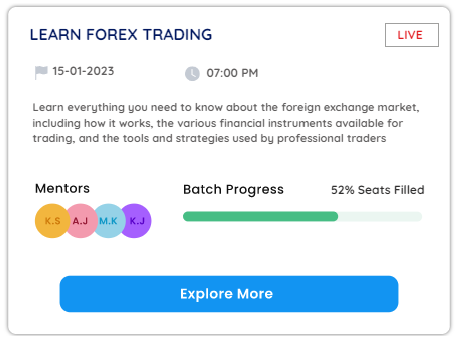 LEARN FOREX TRADING
LIVE
15-01-2023
07:00 PM
Learn everything you need to know about the foreign exchange market,
including how it works, the various financial instruments available for
trading, and the tools and strategies used by professional traders
Mentors
Batch Progress
52% Seats Filled
K.S A.J M.K K.J
Explore More